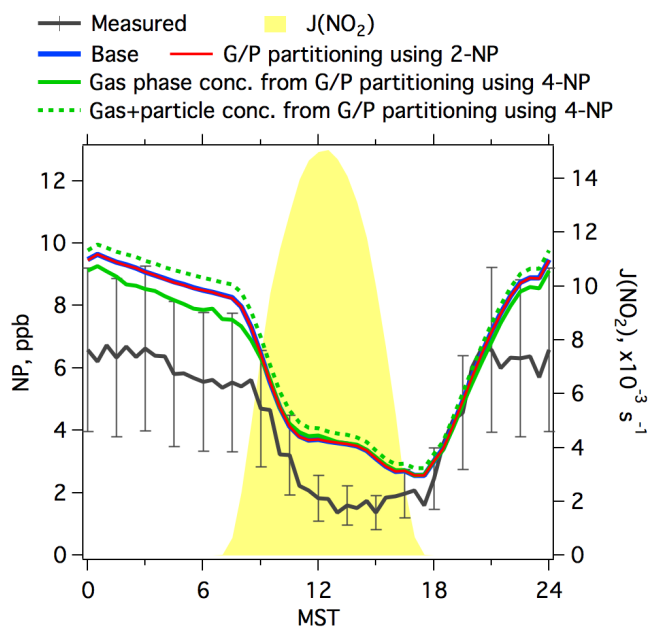 Measured J(NO₂)
Base G/P partitioning using 2-NP
Gas phase conc. from G/P partitioning using 4-NP
Gas+particle conc. from G/P partitioning using 4-NP
12
10
8
6
4
2
0
NP, ppb
14
12
10
8
6
4
2
0
J(NO₂), x10⁻³ s⁻¹
0 6 12 18 24
MST